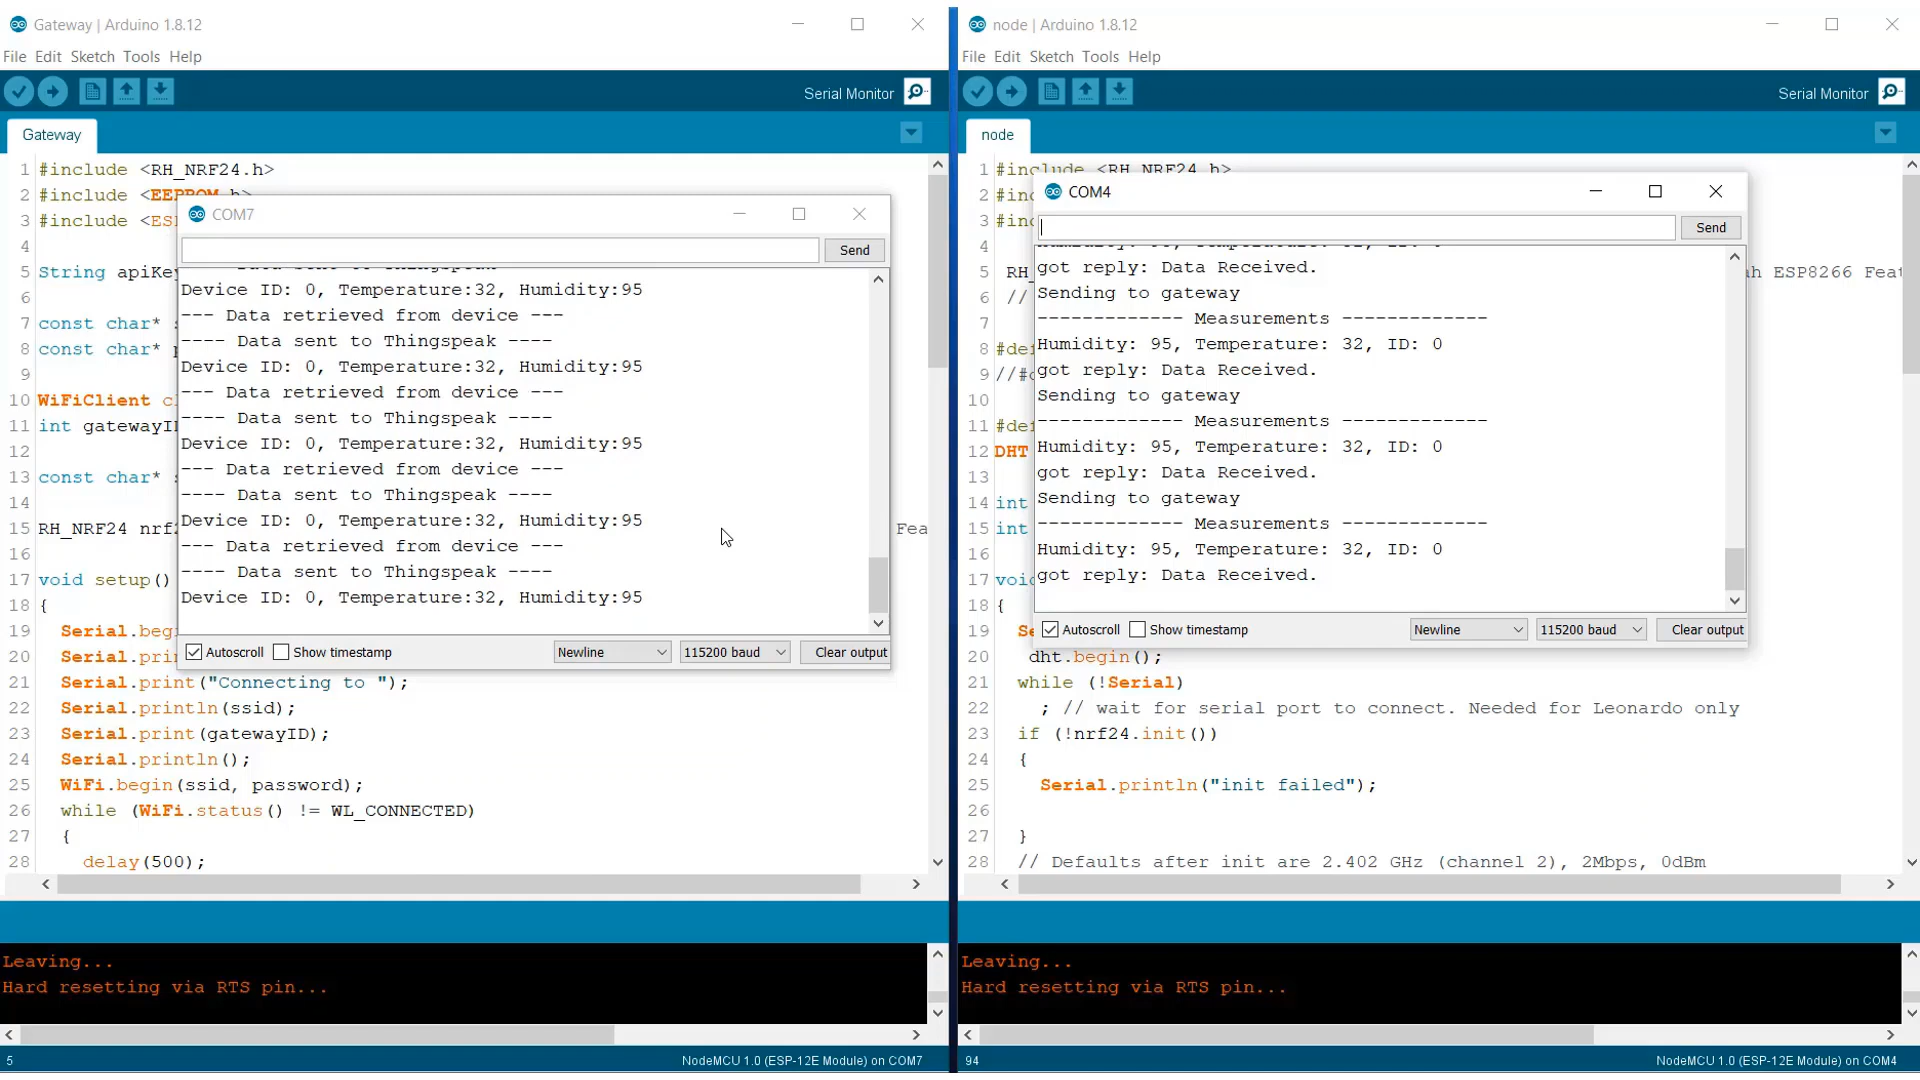 Gateway | Arduino 1.8.12
File Edit Sketch Tools Help
Serial Monitor
Gateway
1 #include <RH_NRF24.h>
2 #include <EEPROM.h>
3 #include <ES
4
5 String apiKe
6
7 const char*
8 const char* p
9
10 WiFiClient c
11 int gatewayI
12
13 const char* s
14
15 RH_NRF24 nrf2 Fea
16
17 void setup()
18 {
19 Serial.beg
20 Serial.pri
21 Serial.print("Connecting to ");
22 Serial.println(ssid);
23 Serial.print(gatewayID);
24 Serial.println();
25 WiFi.begin(ssid, password);
26 while (WiFi.status() != WL_CONNECTED)
27 {
28 delay(500);
COM7
Send
---- Data sent to Thingspeak ----
Device ID: 0, Temperature:32, Humidity:95
--- Data retrieved from device ---
---- Data sent to Thingspeak ----
Device ID: 0, Temperature:32, Humidity:95
--- Data retrieved from device ---
---- Data sent to Thingspeak ----
Device ID: 0, Temperature:32, Humidity:95
--- Data retrieved from device ---
---- Data sent to Thingspeak ----
Device ID: 0, Temperature:32, Humidity:95
--- Data retrieved from device ---
---- Data sent to Thingspeak ----
Device ID: 0, Temperature:32, Humidity:95
Autoscroll Show timestamp Newline 115200 baud Clear output
Leaving...
Hard resetting via RTS pin...
5 NodeMCU 1.0 (ESP-12E Module) on COM7
node | Arduino 1.8.12
File Edit Sketch Tools Help
Serial Monitor
node
1 #include <RH_NRF24.h>
2 #in
3 #inc
4
5 RH_ ah ESP8266 Feat
6 //
7
8 #de
9 //#d
10
11 #de
12 DHT
13
14 int
15 int
16
17 voi
18 {
19 Se
20 dht.begin();
21 while (!Serial)
22 ; // wait for serial port to connect. Needed for Leonardo only
23 if (!nrf24.init())
24 {
25 Serial.println("init failed");
26
27 }
28 // Defaults after init are 2.402 GHz (channel 2), 2Mbps, 0dBm
COM4
Send
Humidity: 95, Temperature: 32, ID: 0
got reply: Data Received.
Sending to gateway
------------- Measurements -------------
Humidity: 95, Temperature: 32, ID: 0
got reply: Data Received.
Sending to gateway
------------- Measurements -------------
Humidity: 95, Temperature: 32, ID: 0
got reply: Data Received.
Sending to gateway
------------- Measurements -------------
Humidity: 95, Temperature: 32, ID: 0
got reply: Data Received.
Autoscroll Show timestamp Newline 115200 baud Clear output
Leaving...
Hard resetting via RTS pin...
94 NodeMCU 1.0 (ESP-12E Module) on COM4